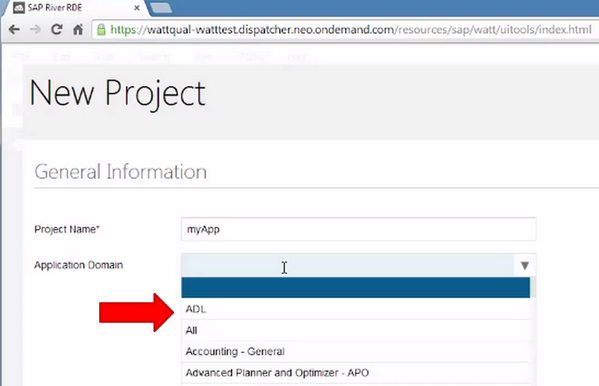 SAP River RDE
https://wattqual-watttest.dispatcher.neo.ondemand.com/resources/sap/watt/uitools/index.html
New Project
General Information
Project Name*
myApp
Application Domain
ADL
All
Accounting - General
Advanced Planner and Optimizer - APO